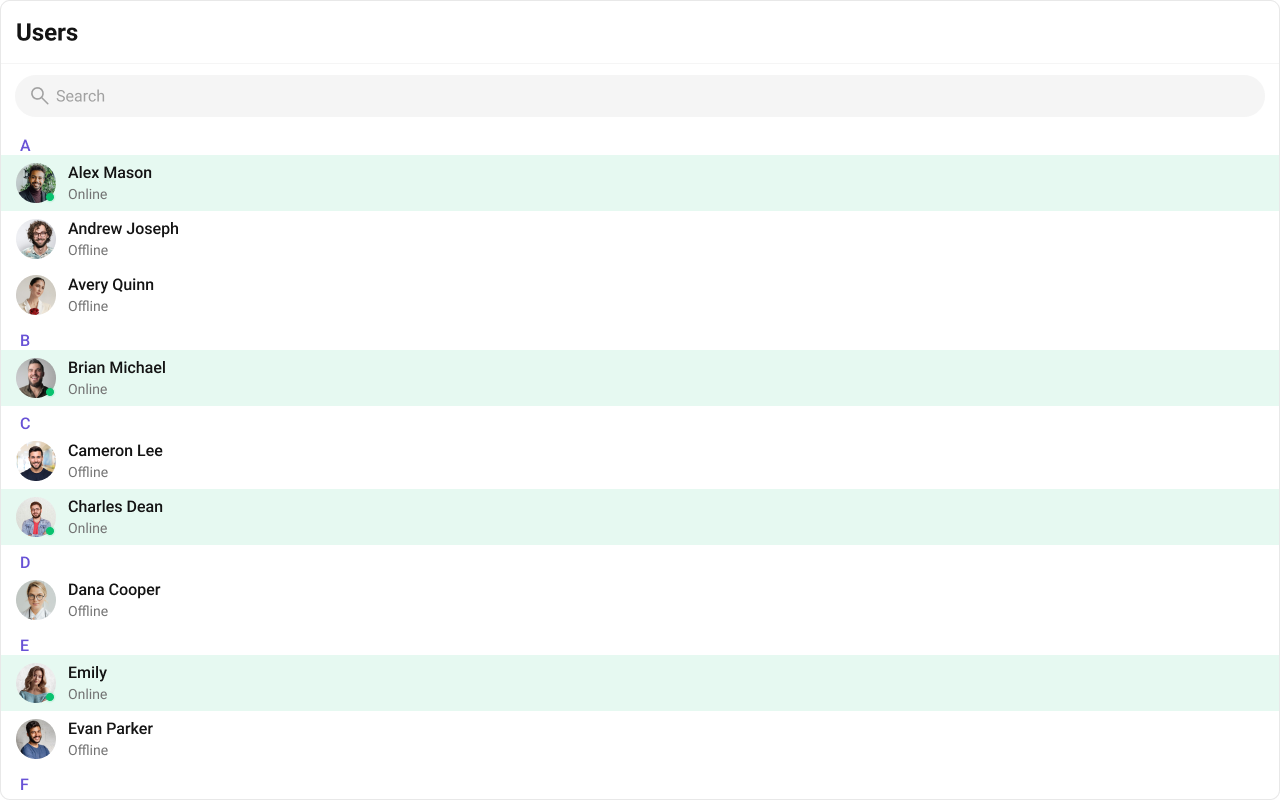 Users
Search
A
Alex Mason
Online
Andrew Joseph
Offline
Avery Quinn
Offline
B
Brian Michael
Online
C
Cameron Lee
Offline
Charles Dean
Online
D
Dana Cooper
Offline
E
Emily
Online
Evan Parker
Offline
F